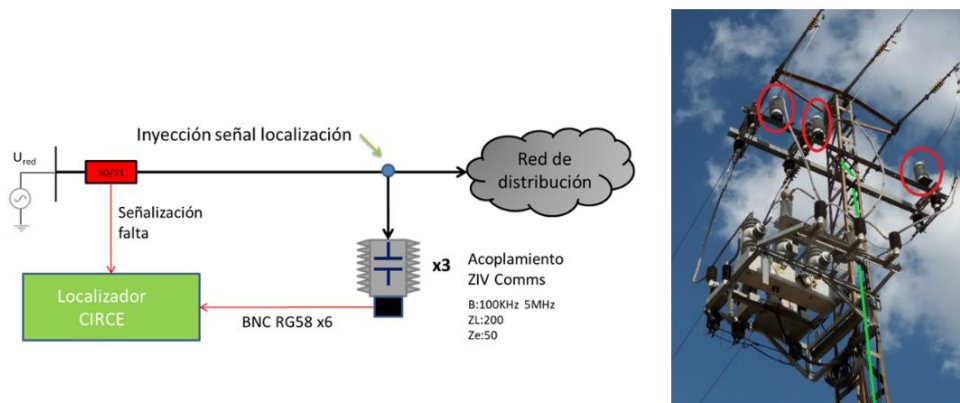 Inyección señal localización
U red
50/51
Red de
distribución
Señalización
falta
x3
Acoplamiento
ZIV Comms
B:100KHz 5MHz
ZL:200
Ze:50
Localizador
CIRCE
BNC RG58 x6